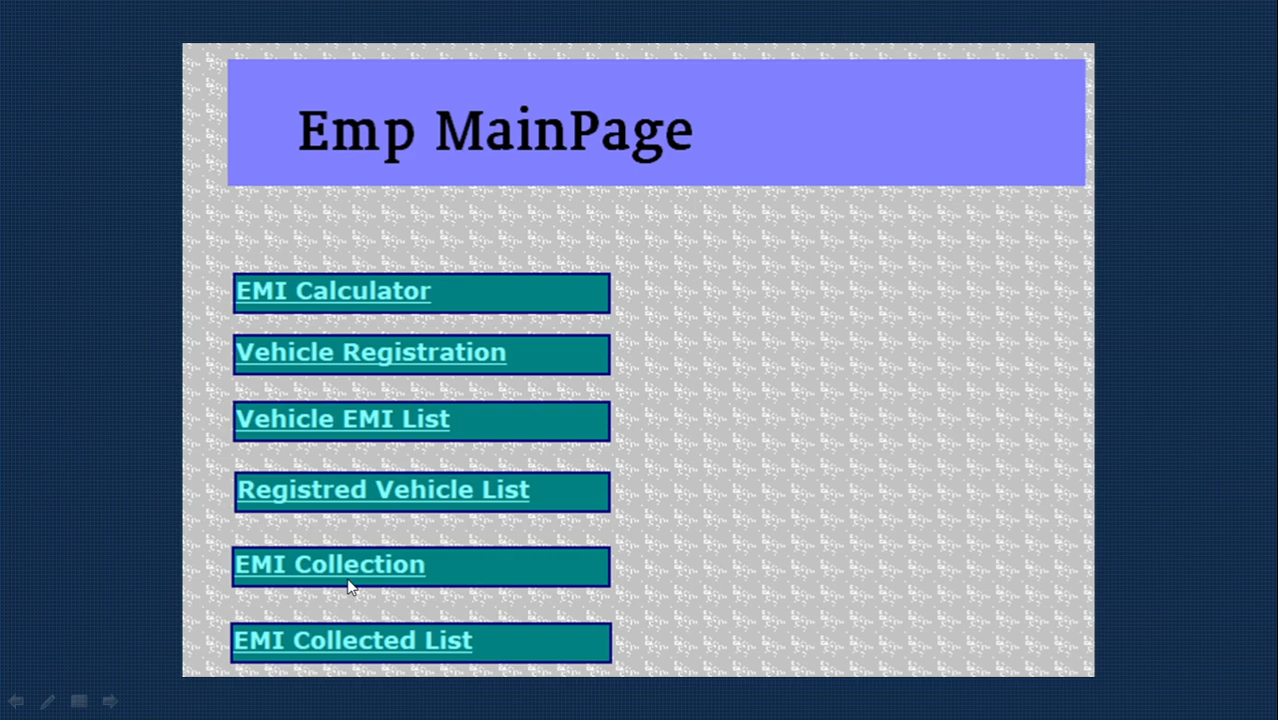 Emp MainPage
EMI Calculator
Vehicle Registration
Vehicle EMI List
Registred Vehicle List
EMI Collection
EMI Collected List